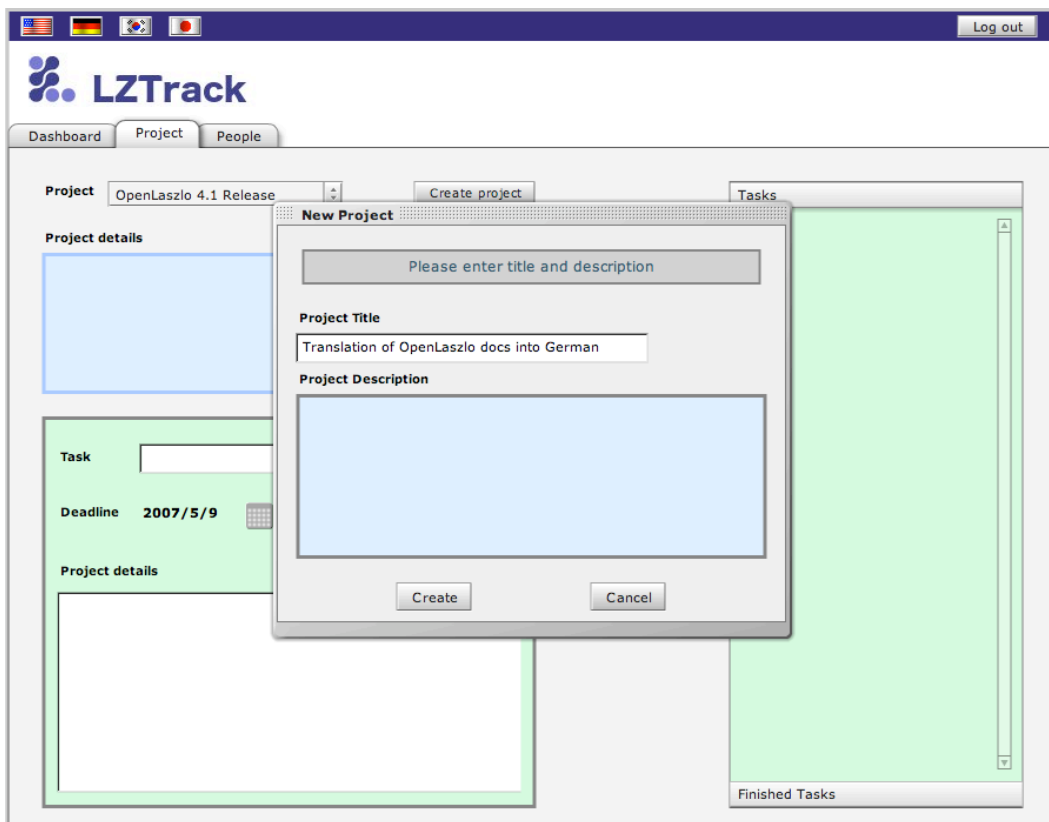 Log out
LZTrack
Dashboard Project People
Project OpenLaszlo 4.1 Release Create project
Tasks
Project details
New Project
Please enter title and description
Project Title
Translation of OpenLaszlo docs into German
Project Description
Create Cancel
Task
Deadline 2007/5/9
Project details
Finished Tasks